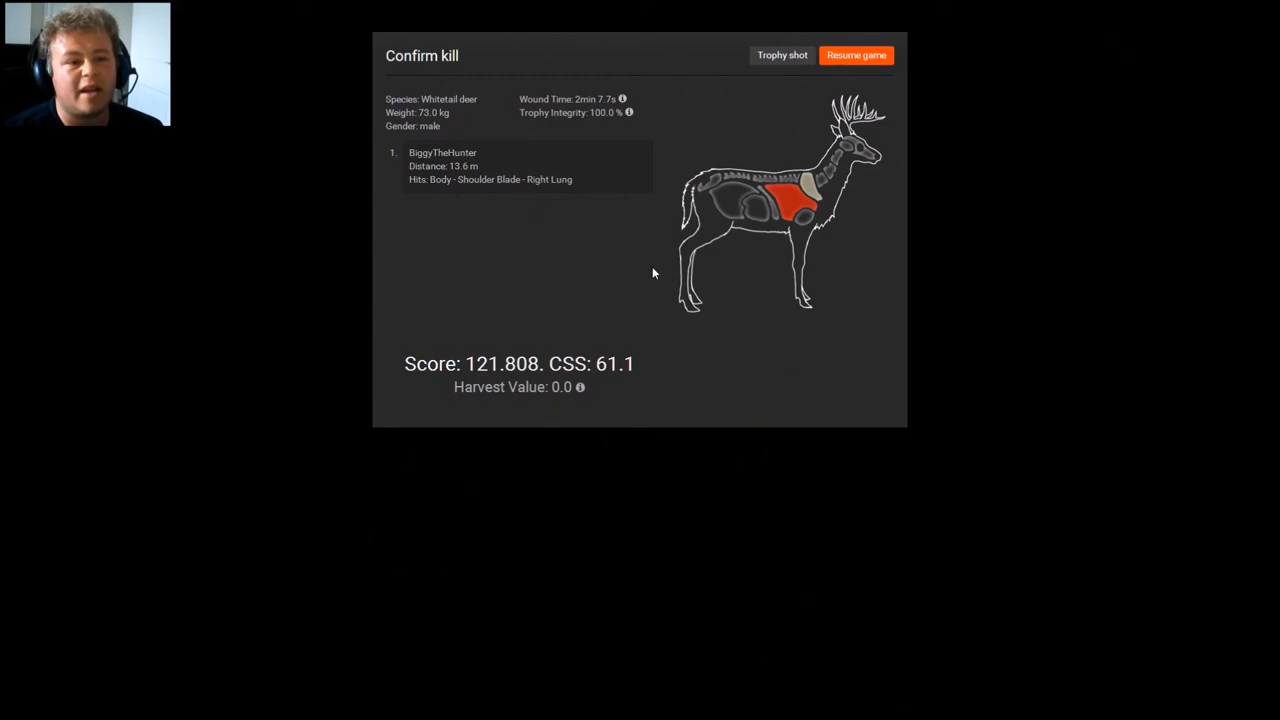 Confirm kill
Trophy shot
Resume game
Species: Whitetail deer
Weight: 73.0 kg
Gender: male
Wound Time: 2min 7.7s
Trophy Integrity: 100.0 %
1.
BiggyTheHunter
Distance: 13.6 m
Hits: Body - Shoulder Blade - Right Lung
Score: 121.808. CSS: 61.1
Harvest Value: 0.0